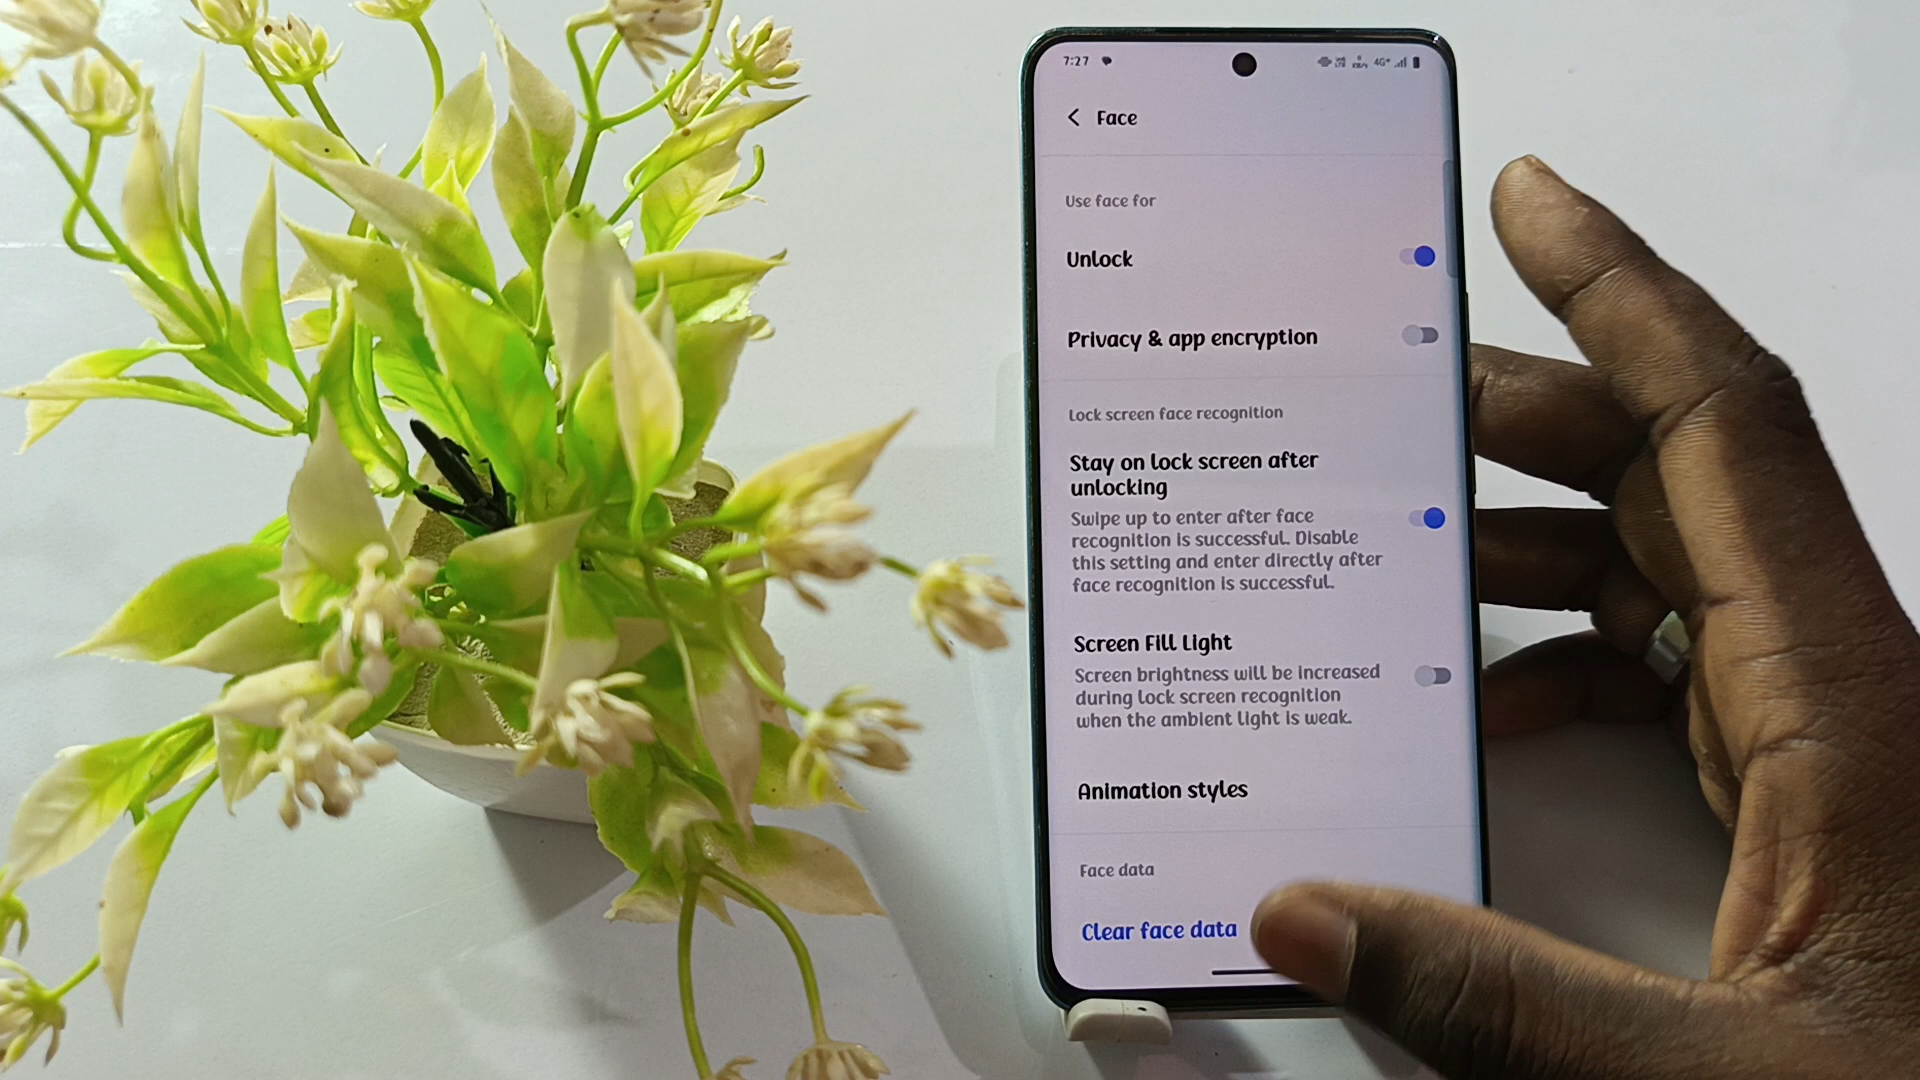 7:27
4G+
Face
Use face for
Unlock
Privacy & app encryption
Lock screen face recognition
Stay on lock screen after
unlocking
Swipe up to enter after face
recognition is successful. Disable
this setting and enter directly after
face recognition is successful.
Screen Fill Light
Screen brightness will be increased
during lock screen recognition
when the ambient light is weak.
Animation styles
Face data
Clear face data